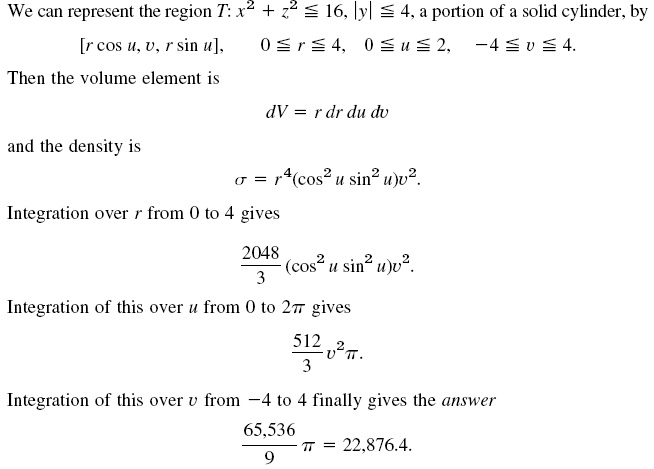 We can represent the region T: x² + z² ≦ 16, |y| ≦ 4, a portion of a solid cylinder, by
[r cos u, v, r sin u],   0 ≦ r ≦ 4,   0 ≦ u ≦ 2,   −4 ≦ v ≦ 4.
Then the volume element is
dV = r dr du dv
and the density is
σ = r⁴(cos² u sin² u)v².
Integration over r from 0 to 4 gives
2048/3 (cos² u sin² u)v².
Integration of this over u from 0 to 2π gives
512/3 v²π.
Integration of this over v from −4 to 4 finally gives the answer
65,536/9 π = 22,876.4.